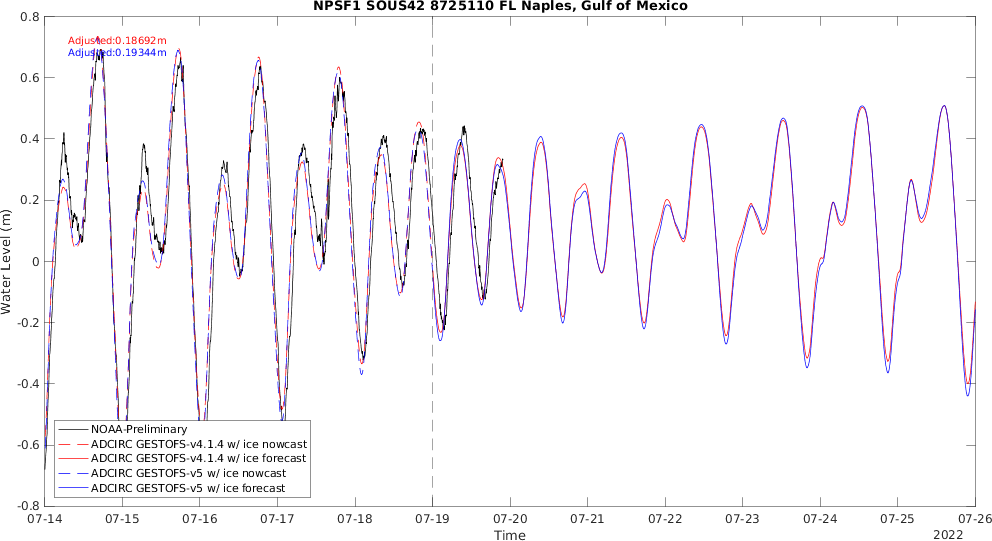 NPSF1 SOUS42 8725110 FL Naples, Gulf of Mexico
Adjusted:0.18692m
Adjusted:0.19344m
0.8
0.6
0.4
0.2
0
-0.2
-0.4
-0.6
-0.8
Water Level (m)
NOAA-Preliminary
ADCIRC GESTOFS-v4.1.4 w/ ice nowcast
ADCIRC GESTOFS-v4.1.4 w/ ice forecast
ADCIRC GESTOFS-v5 w/ ice nowcast
ADCIRC GESTOFS-v5 w/ ice forecast
07-14 07-15 07-16 07-17 07-18 07-19 07-20 07-21 07-22 07-23 07-24 07-25 07-26
Time
2022